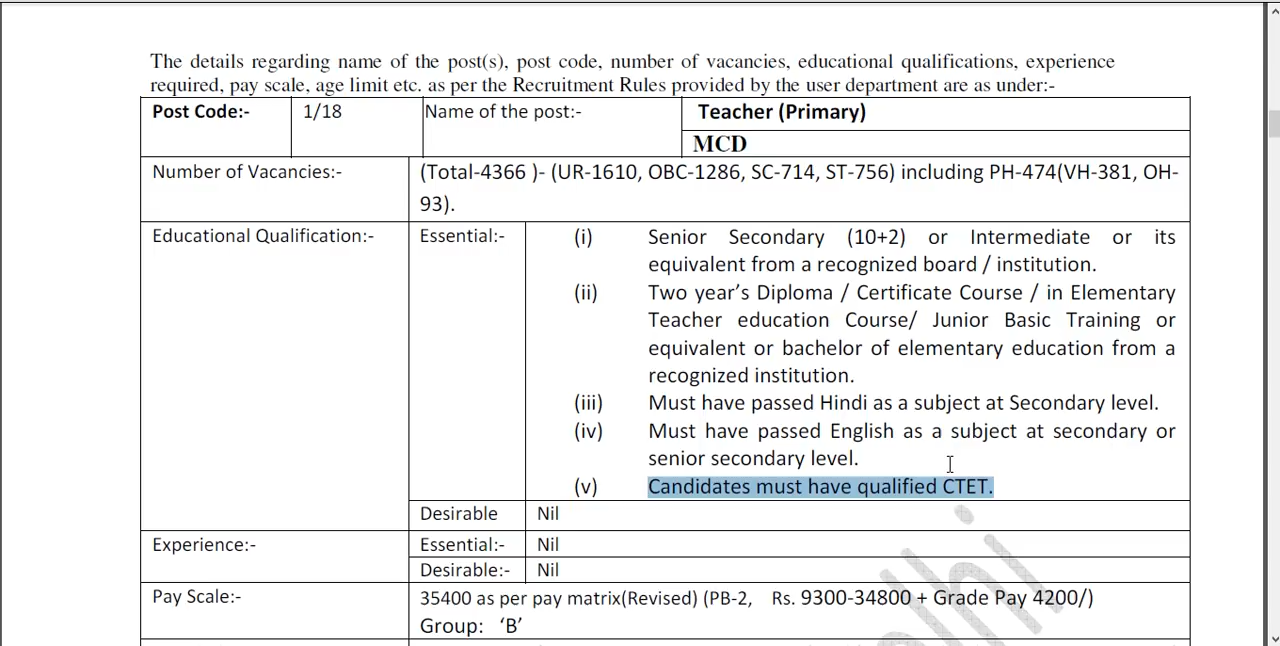 The details regarding name of the post(s), post code, number of vacancies, educational qualifications, experience
required, pay scale, age limit etc. as per the Recruitment Rules provided by the user department are as under:-
Post Code:- 1/18 Name of the post:- Teacher (Primary)
MCD
Number of Vacancies:- (Total-4366 )- (UR-1610, OBC-1286, SC-714, ST-756) including PH-474(VH-381, OH-
93).
Educational Qualification:- Essential:- (i) Senior Secondary (10+2) or Intermediate or its
equivalent from a recognized board / institution.
(ii) Two year's Diploma / Certificate Course / in Elementary
Teacher education Course/ Junior Basic Training or
equivalent or bachelor of elementary education from a
recognized institution.
(iii) Must have passed Hindi as a subject at Secondary level.
(iv) Must have passed English as a subject at secondary or
senior secondary level.
(v) Candidates must have qualified CTET.
Desirable Nil
Experience:- Essential:- Nil
Desirable:- Nil
Pay Scale:- 35400 as per pay matrix(Revised) (PB-2, Rs. 9300-34800 + Grade Pay 4200/)
Group: 'B'